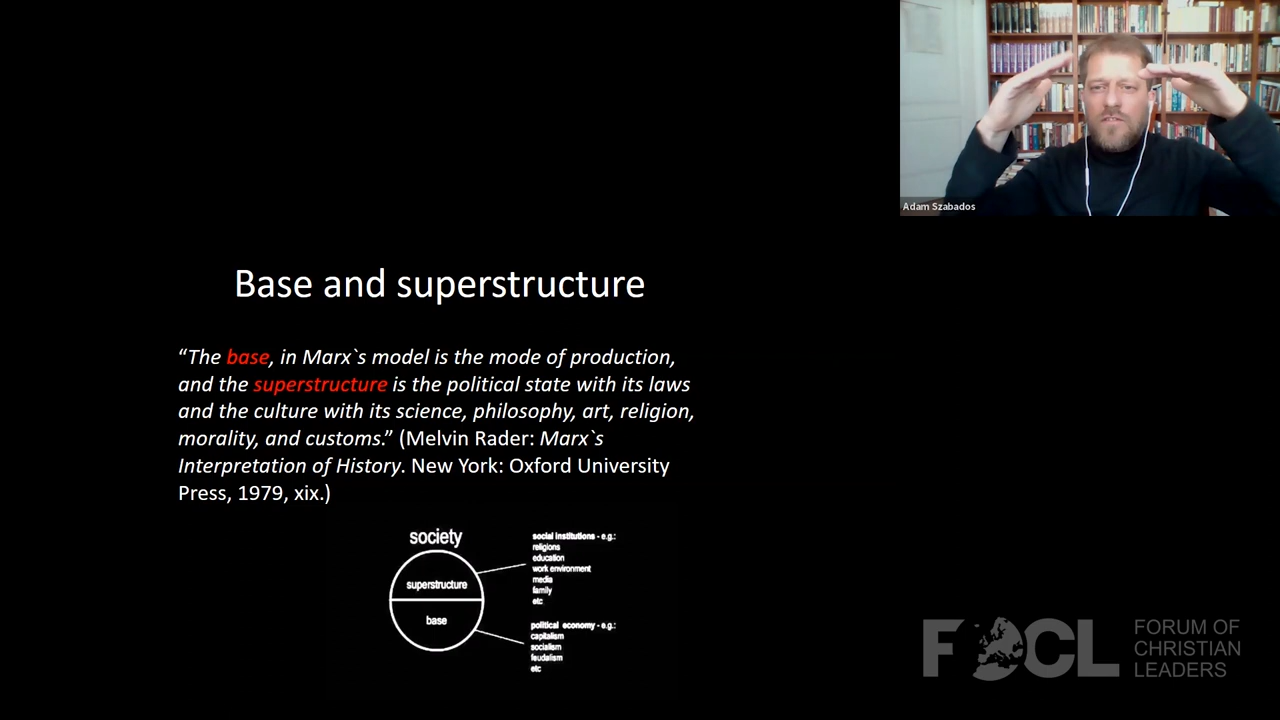 Adam Szabados
Base and superstructure
“The base, in Marx`s model is the mode of production,
and the superstructure is the political state with its laws
and the culture with its science, philosophy, art, religion,
morality, and customs.” (Melvin Rader: Marx`s
Interpretation of History. New York: Oxford University
Press, 1979, xix.)
society
superstructure
base
social institutions - e.g.:
religions
education
work environment
media
family
etc
political economy - e.g.:
capitalism
socialism
feudalism
etc
FOCL
FORUM OF
CHRISTIAN
LEADERS